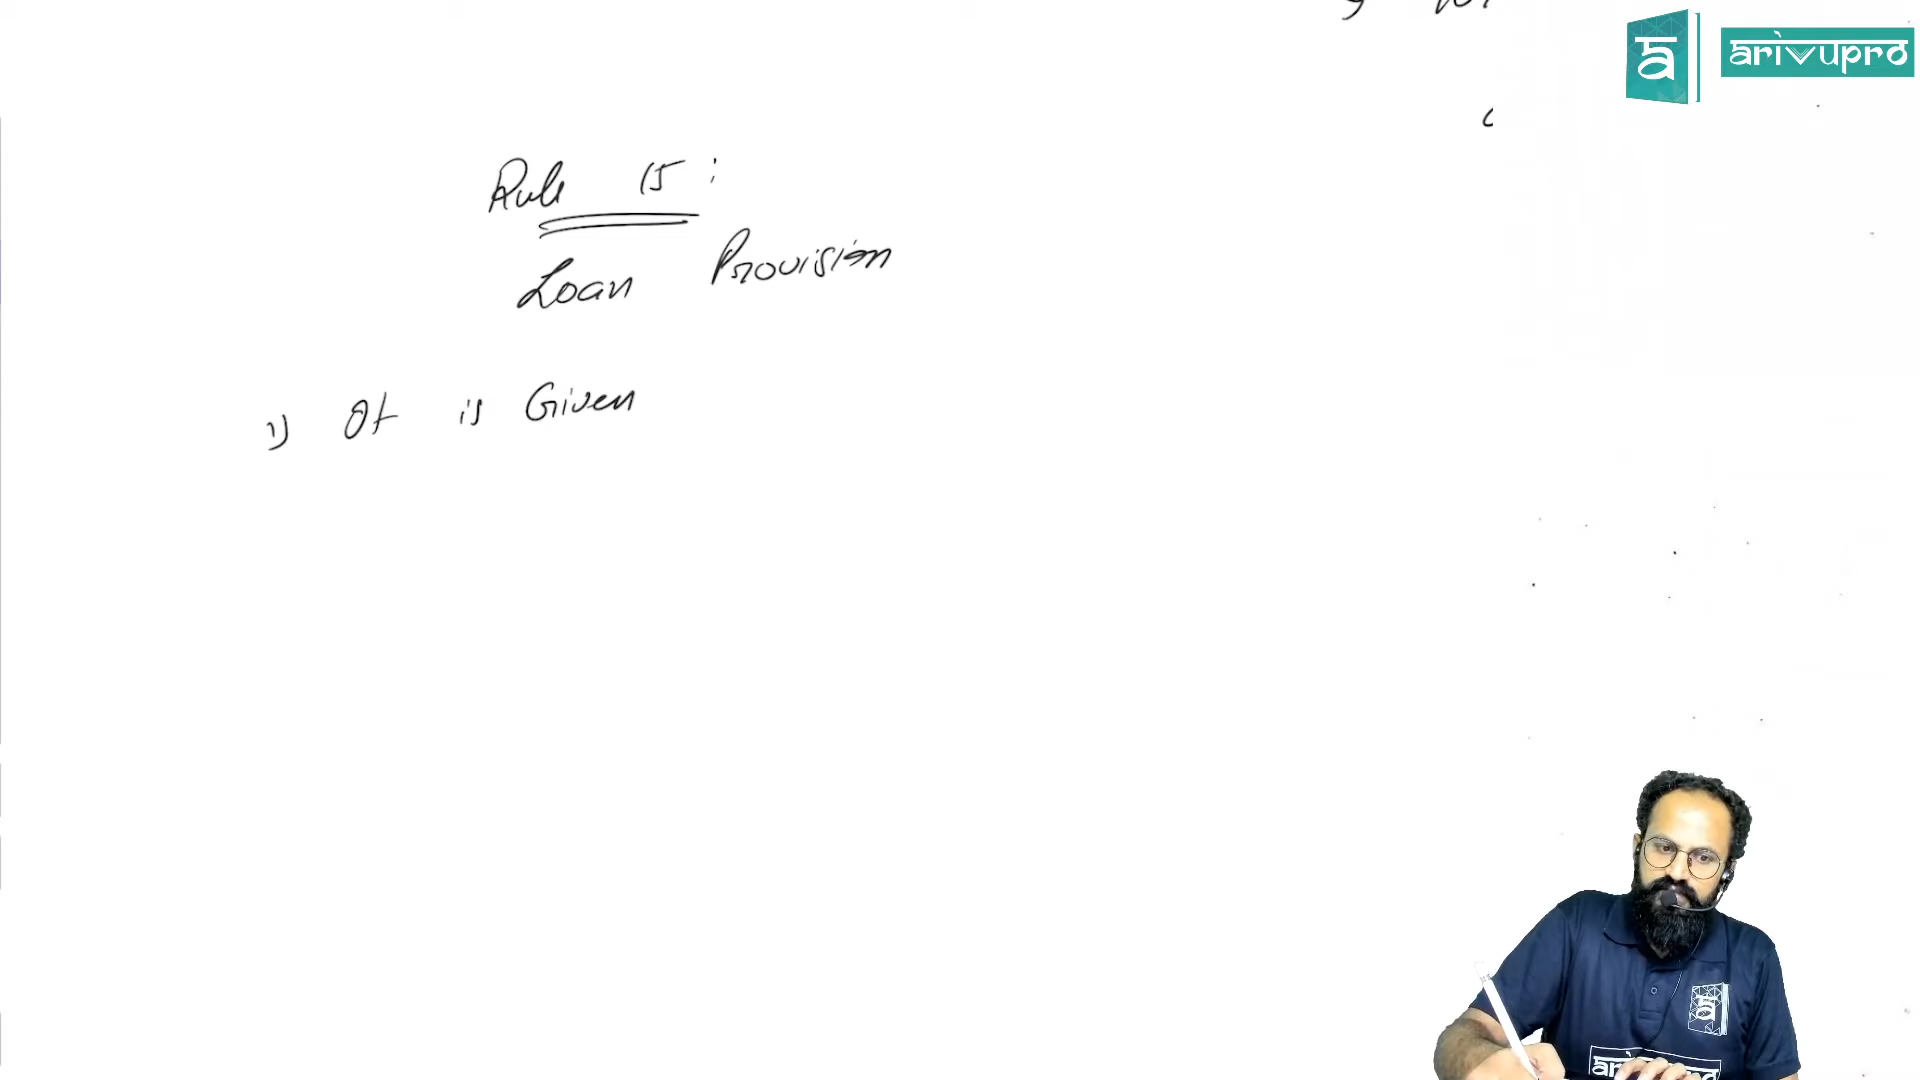 arivupro
Rule 15 :
Loan Provision
1) It is Given